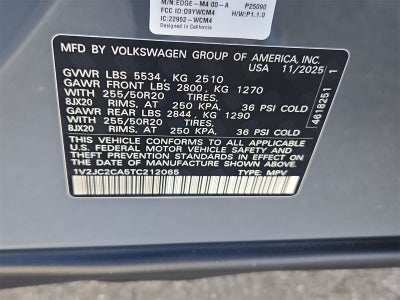 M/N:EDGE-M4 00-A P25090
FCC ID:O9YWCM4 H/W:P1.1.0
IC:22952-WCM4
MFD BY VOLKSWAGEN GROUP OF AMERICA, INC.
USA 11/2025
GVWR LBS 5534, KG 2510
GAWR FRONT LBS 2800, KG 1270
WITH 255/50R20 TIRES,
8JX20 RIMS, AT 250 KPA, 36 PSI COLD
GAWR REAR LBS 2844, KG 1290
WITH 255/50R20 TIRES,
8JX20 RIMS, AT 250 KPA, 36 PSI COLD
THIS VEHICLE CONFORMS TO ALL APPLICABLE
FEDERAL MOTOR VEHICLE SAFETY AND
THEFT PREVENTION STANDARDS IN EFFECT
ON THE DATE OF MANUFACTURE
SHOWN ABOVE
1V2JC2CA5TC212065 TYPE: MPV
4618251 1